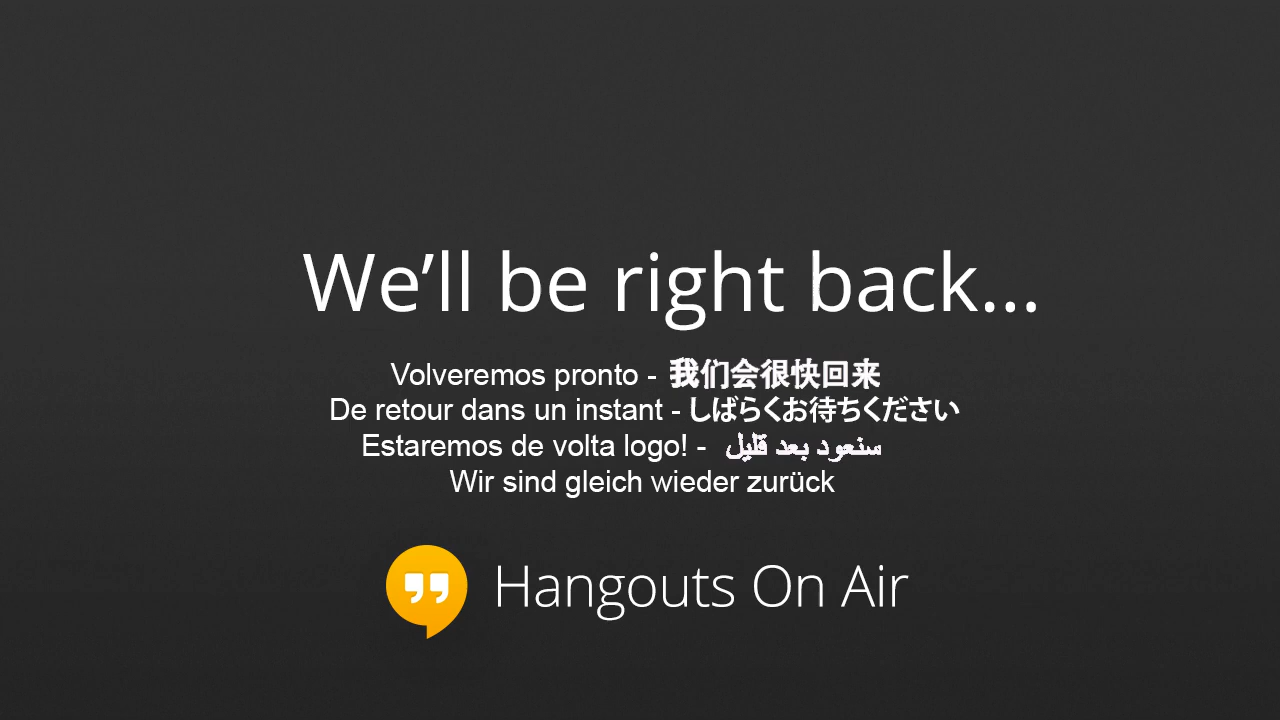 We’ll be right back...
Volveremos pronto - 我们会很快回来
De retour dans un instant - しばらくお待ちください
Estaremos de volta logo! - سنعود بعد قليل
Wir sind gleich wieder zurück
Hangouts On Air